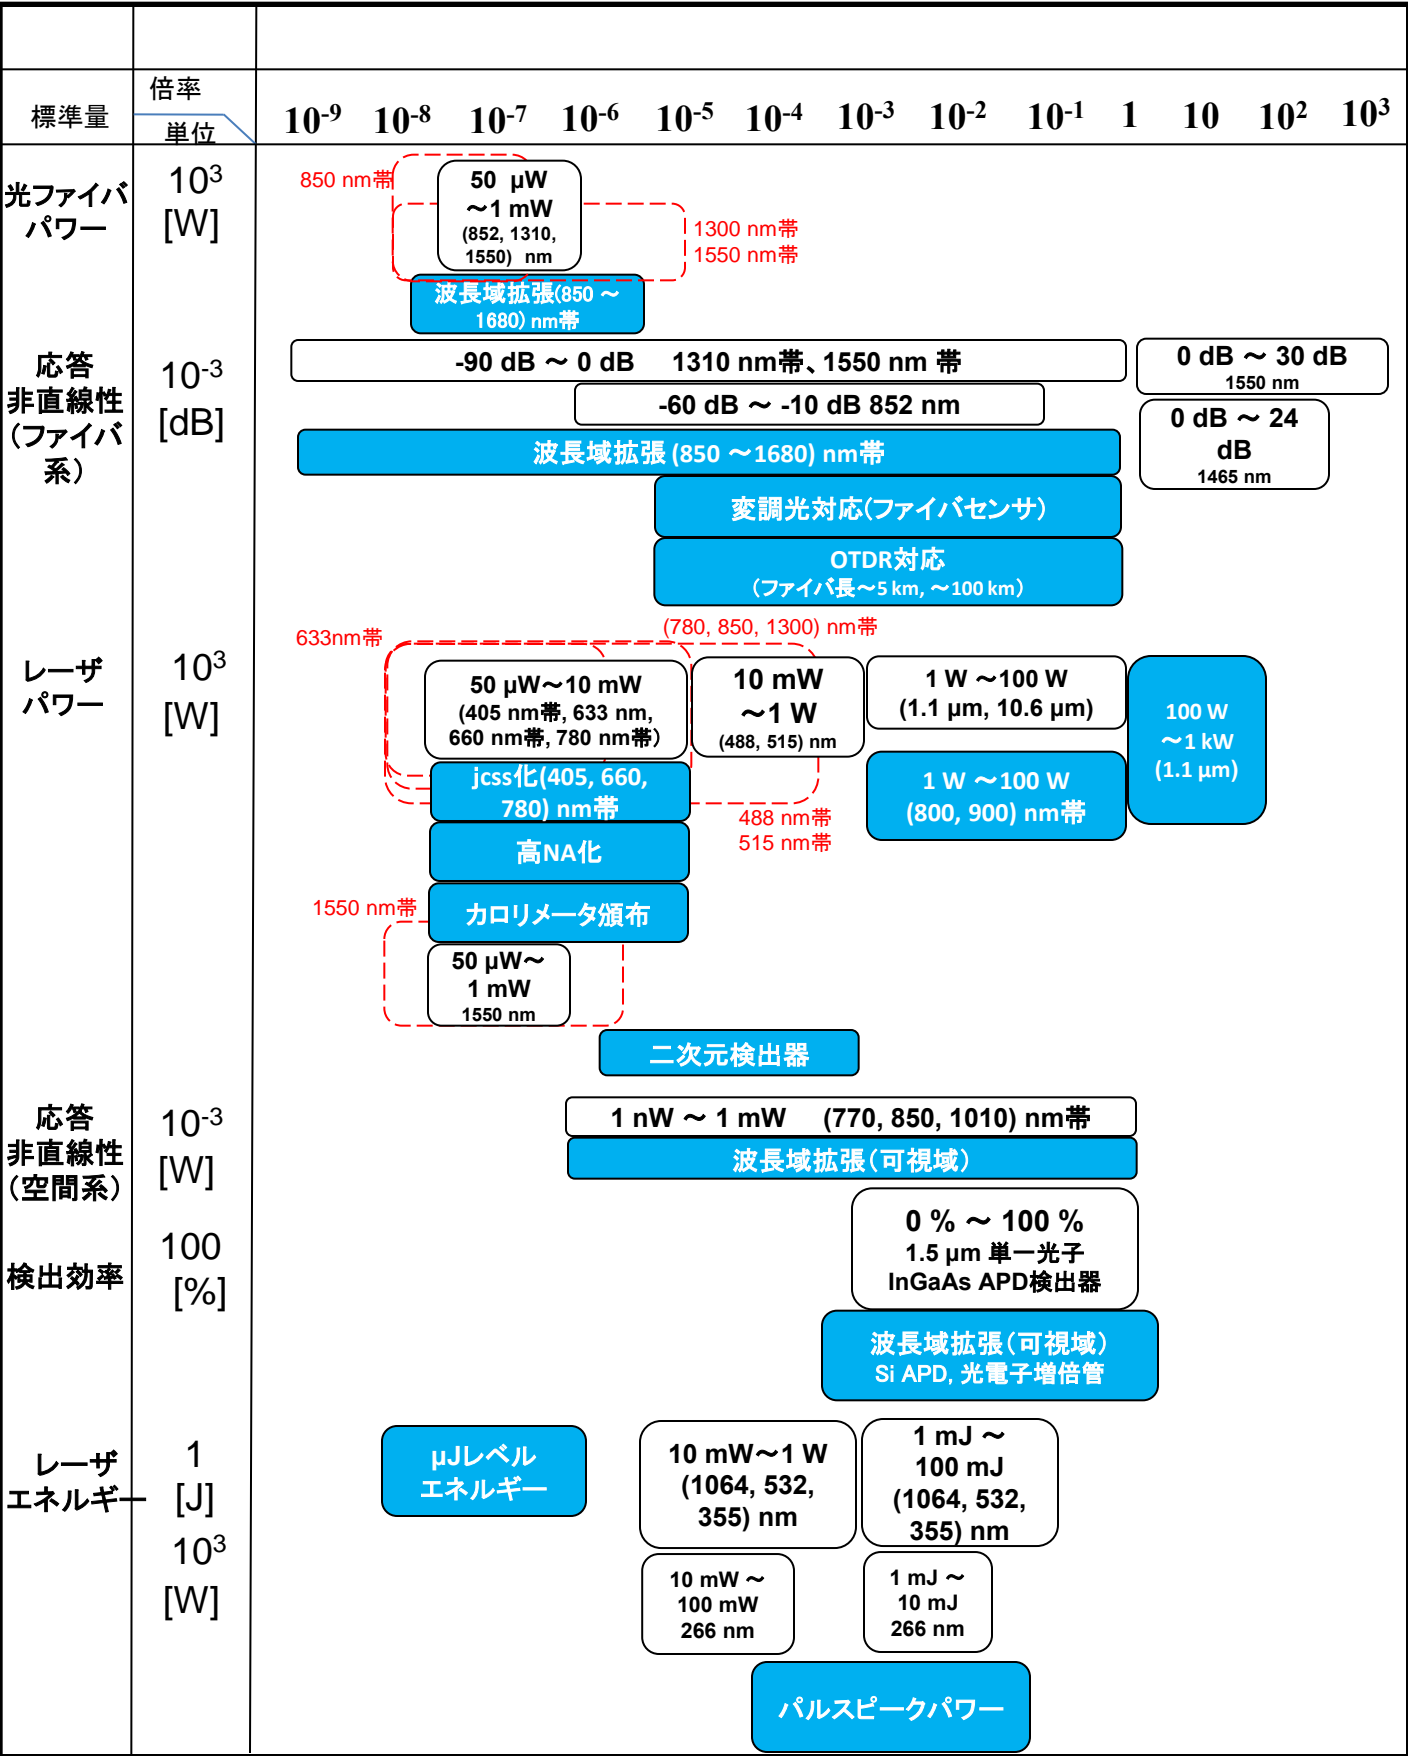 標準量
倍率
単位
10-9 10-8 10-7 10-6 10-5 10-4 10-3 10-2 10-1 1 10 102 103
光ファイバ
パワー
103
[W]
850 nm帯
50 µW
～1 mW
(852, 1310,
1550) nm
1300 nm帯
1550 nm帯
波長域拡張(850 ～
1680) nm帯
応答
非直線性
（ファイバ
系）
10-3
[dB]
-90 dB ～ 0 dB 1310 nm帯、1550 nm 帯
0 dB ～ 30 dB
1550 nm
-60 dB ～ -10 dB 852 nm
0 dB ～ 24
dB
1465 nm
波長域拡張 (850 ～1680) nm帯
変調光対応(ファイバセンサ）
OTDR対応
（ファイバ長～5 km, ～100 km）
レーザ
パワー
103
[W]
633nm帯
(780, 850, 1300) nm帯
50 µW～10 mW
(405 nm帯, 633 nm,
660 nm帯, 780 nm帯）
10 mW
～1 W
(488, 515) nm
1 W ～100 W
(1.1 µm, 10.6 µm)
100 W
～1 kW
(1.1 µm)
jcss化(405, 660,
780) nm帯
1 W ～100 W
(800, 900) nm帯
488 nm帯
515 nm帯
高NA化
1550 nm帯
カロリメータ頒布
50 µW～
1 mW
1550 nm
二次元検出器
応答
非直線性
（空間系）
10-3
[W]
1 nW ～ 1 mW (770, 850, 1010) nm帯
波長域拡張（可視域）
検出効率
100
[%]
0 % ～ 100 %
1.5 µm 単一光子
InGaAs APD検出器
波長域拡張（可視域）
Si APD, 光電子増倍管
レーザ
エネルギー
1
[J]
103
[W]
µJレベル
エネルギー
10 mW～1 W
(1064, 532,
355) nm
1 mJ ～
100 mJ
(1064, 532,
355) nm
10 mW ～
100 mW
266 nm
1 mJ ～
10 mJ
266 nm
パルスピークパワー